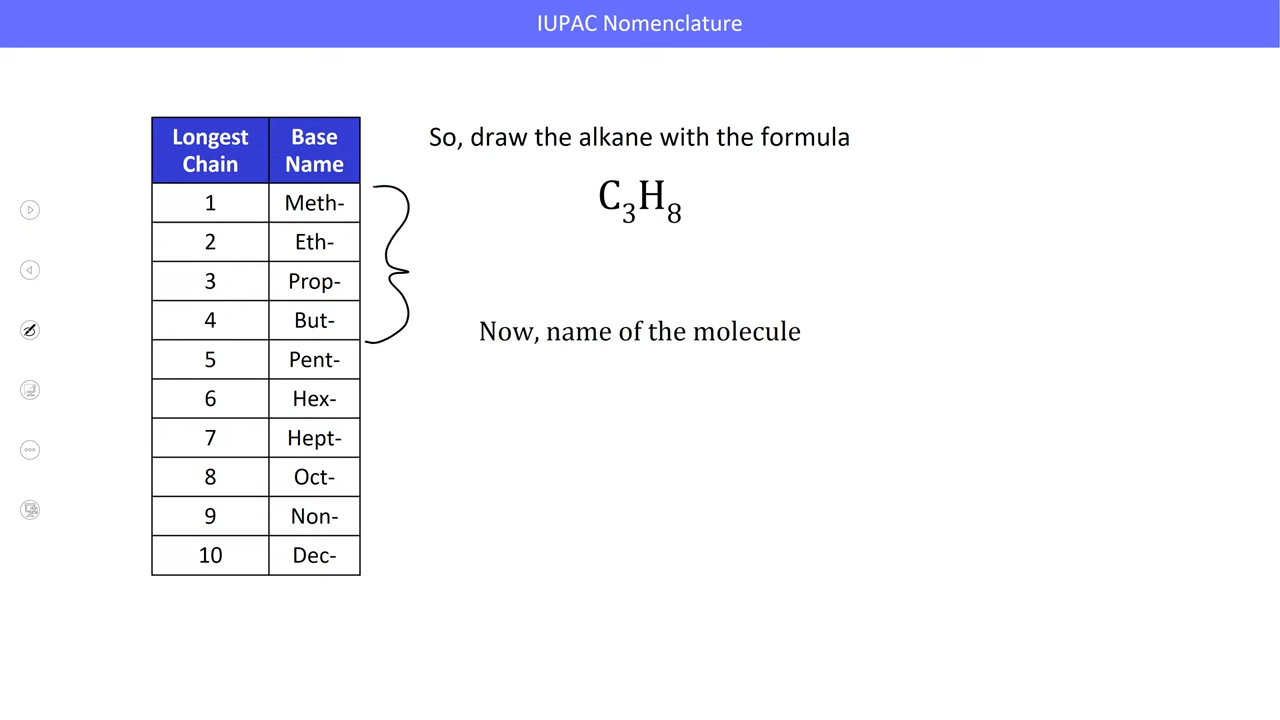 IUPAC Nomenclature
Longest Chain Base Name
1 Meth-
2 Eth-
3 Prop-
4 But-
5 Pent-
6 Hex-
7 Hept-
8 Oct-
9 Non-
10 Dec-
So, draw the alkane with the formula
C₃H₈
Now, name of the molecule